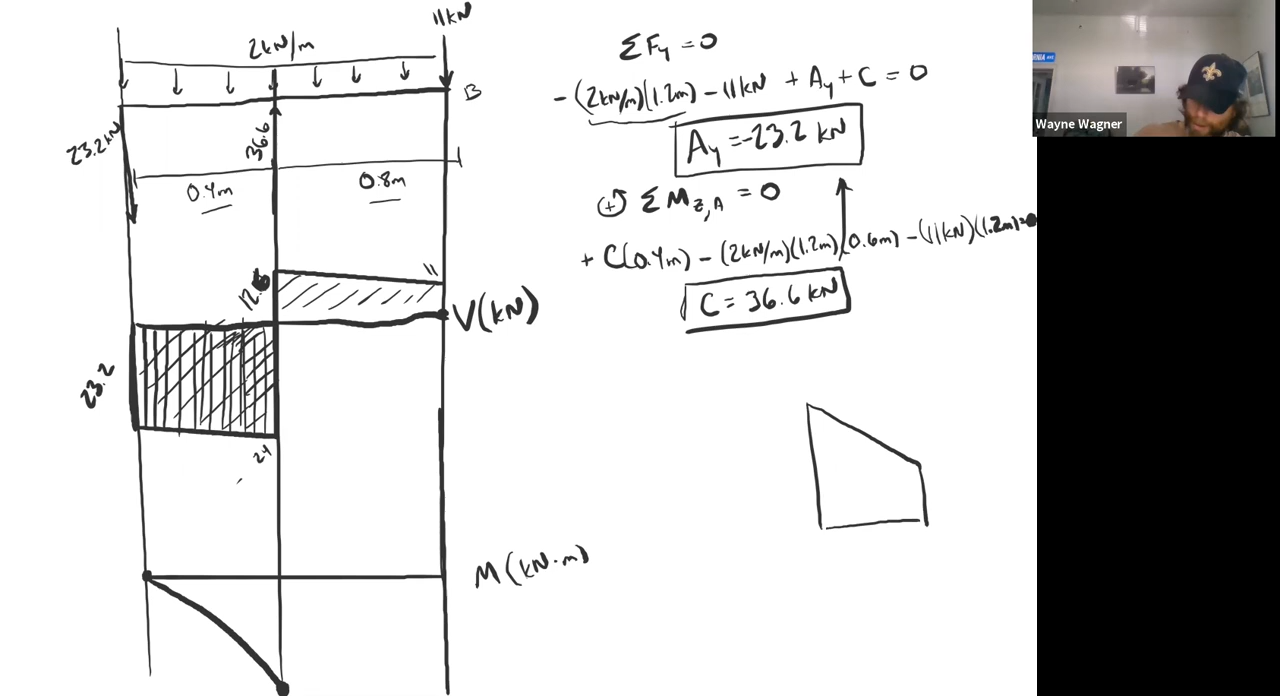 11kN
2kN/m
B
23.2kN
36.6
0.4m
0.8m
12.6
11
V(kN)
23.2
24
M(kN·m)
ΣFy = 0
-(2kN/m)(1.2m) - 11kN + Ay + C = 0
Ay = -23.2 kN
(+) ΣMz,A = 0
+ C(0.4m) - (2kN/m)(1.2m)(0.6m) - (11kN)(1.2m)=0
C = 36.6 kN
Wayne Wagner